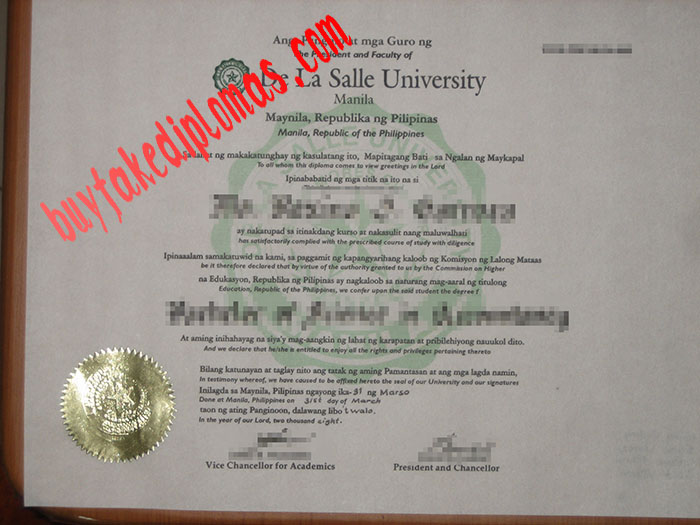 Ang Pangulo at mga Guro ng
The President and Faculty of
De La Salle University
Manila
Maynila, Republika ng Pilipinas
Manila, Republic of the Philippines
buyfakediplomas.com
Sa lahat ng makakatunghay ng kasulatang ito, Mapitagang Bati sa Ngalan ng Maykapal
To all whom this diploma comes to view greetings in the Lord
Ipinababatid ng mga titik na ito na si
ay nakatupad sa itinakdang kurso at nakasulit nang maluwalhati
has satisfactorily complied with the prescribed course of study with diligence
Ipinaaalam samakatuwid na kami, sa paggamit ng kapangyarihang kaloob ng Komisyon ng Lalong Mataas
be it therefore declared that by virtue of the authority granted to us by the Commission on Higher
na Edukasyon, Republika ng Pilipinas ay nagkaloob sa naturang mag-aaral ng titulong
Education, Republic of the Philippines, we confer upon the said student the degree f
At aming inihahayag na siya'y mag-aangkin ng lahat ng karapatan at pribilehiyong nauukol dito.
And we declare that he/she is entitled to enjoy all the rights and privileges pertaining thereto
Bilang katunayan at taglay nito ang tatak ng aming Pamantasan at ang mga lagda namin,
In testimony whereof, we have caused to be affixed hereto the seal of our University and our signatures
Inilagda sa Maynila, Pilipinas ngayong ika-31 ng Marso
Done at Manila, Philippines on 31st day of March
taon ng ating Panginoon, dalawang libo't walo.
In the year of our Lord, two thousand eight.
Vice Chancellor for Academics
President and Chancellor